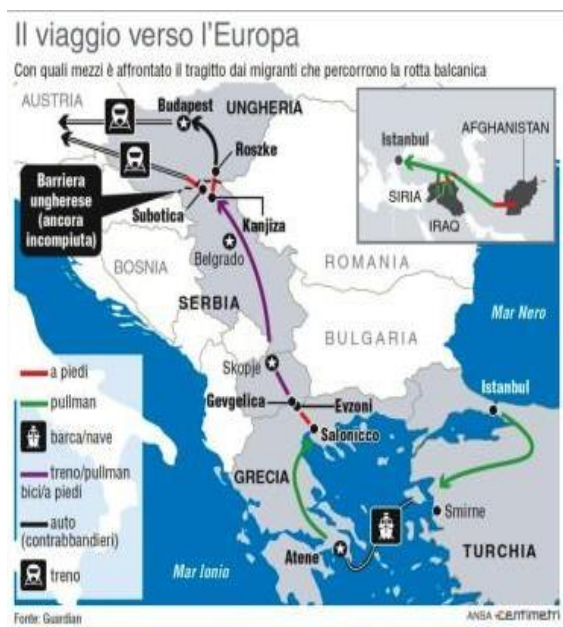 Il viaggio verso l'Europa
Con quali mezzi è affrontato il tragitto dai migranti che percorrono la rotta balcanica
AUSTRIA
Budapest
UNGHERIA
Roszke
Barriera
ungherese
(ancora
incompiuta)
Subotica
Kanjiza
Belgrado
BOSNIA
SERBIA
ROMANIA
Mar Nero
BULGARIA
Skopje
Gevgelica
Evzoni
Salonicco
Istanbul
GRECIA
Smirne
Atene
TURCHIA
Mar Jonio
Istanbul
AFGHANISTAN
SIRIA
IRAQ
a piedi
pullman
barca/nave
treno/pullman
bici/a piedi
auto
(contrabbandieri)
treno
Fonte: Guardian
ANSA centimetri